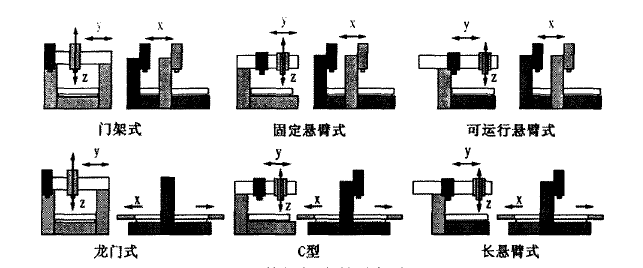 y x y x y x
z z z
门架式 固定悬臂式 可运行悬臂式
y y y
z x z x z x
龙门式 C型 长悬臂式